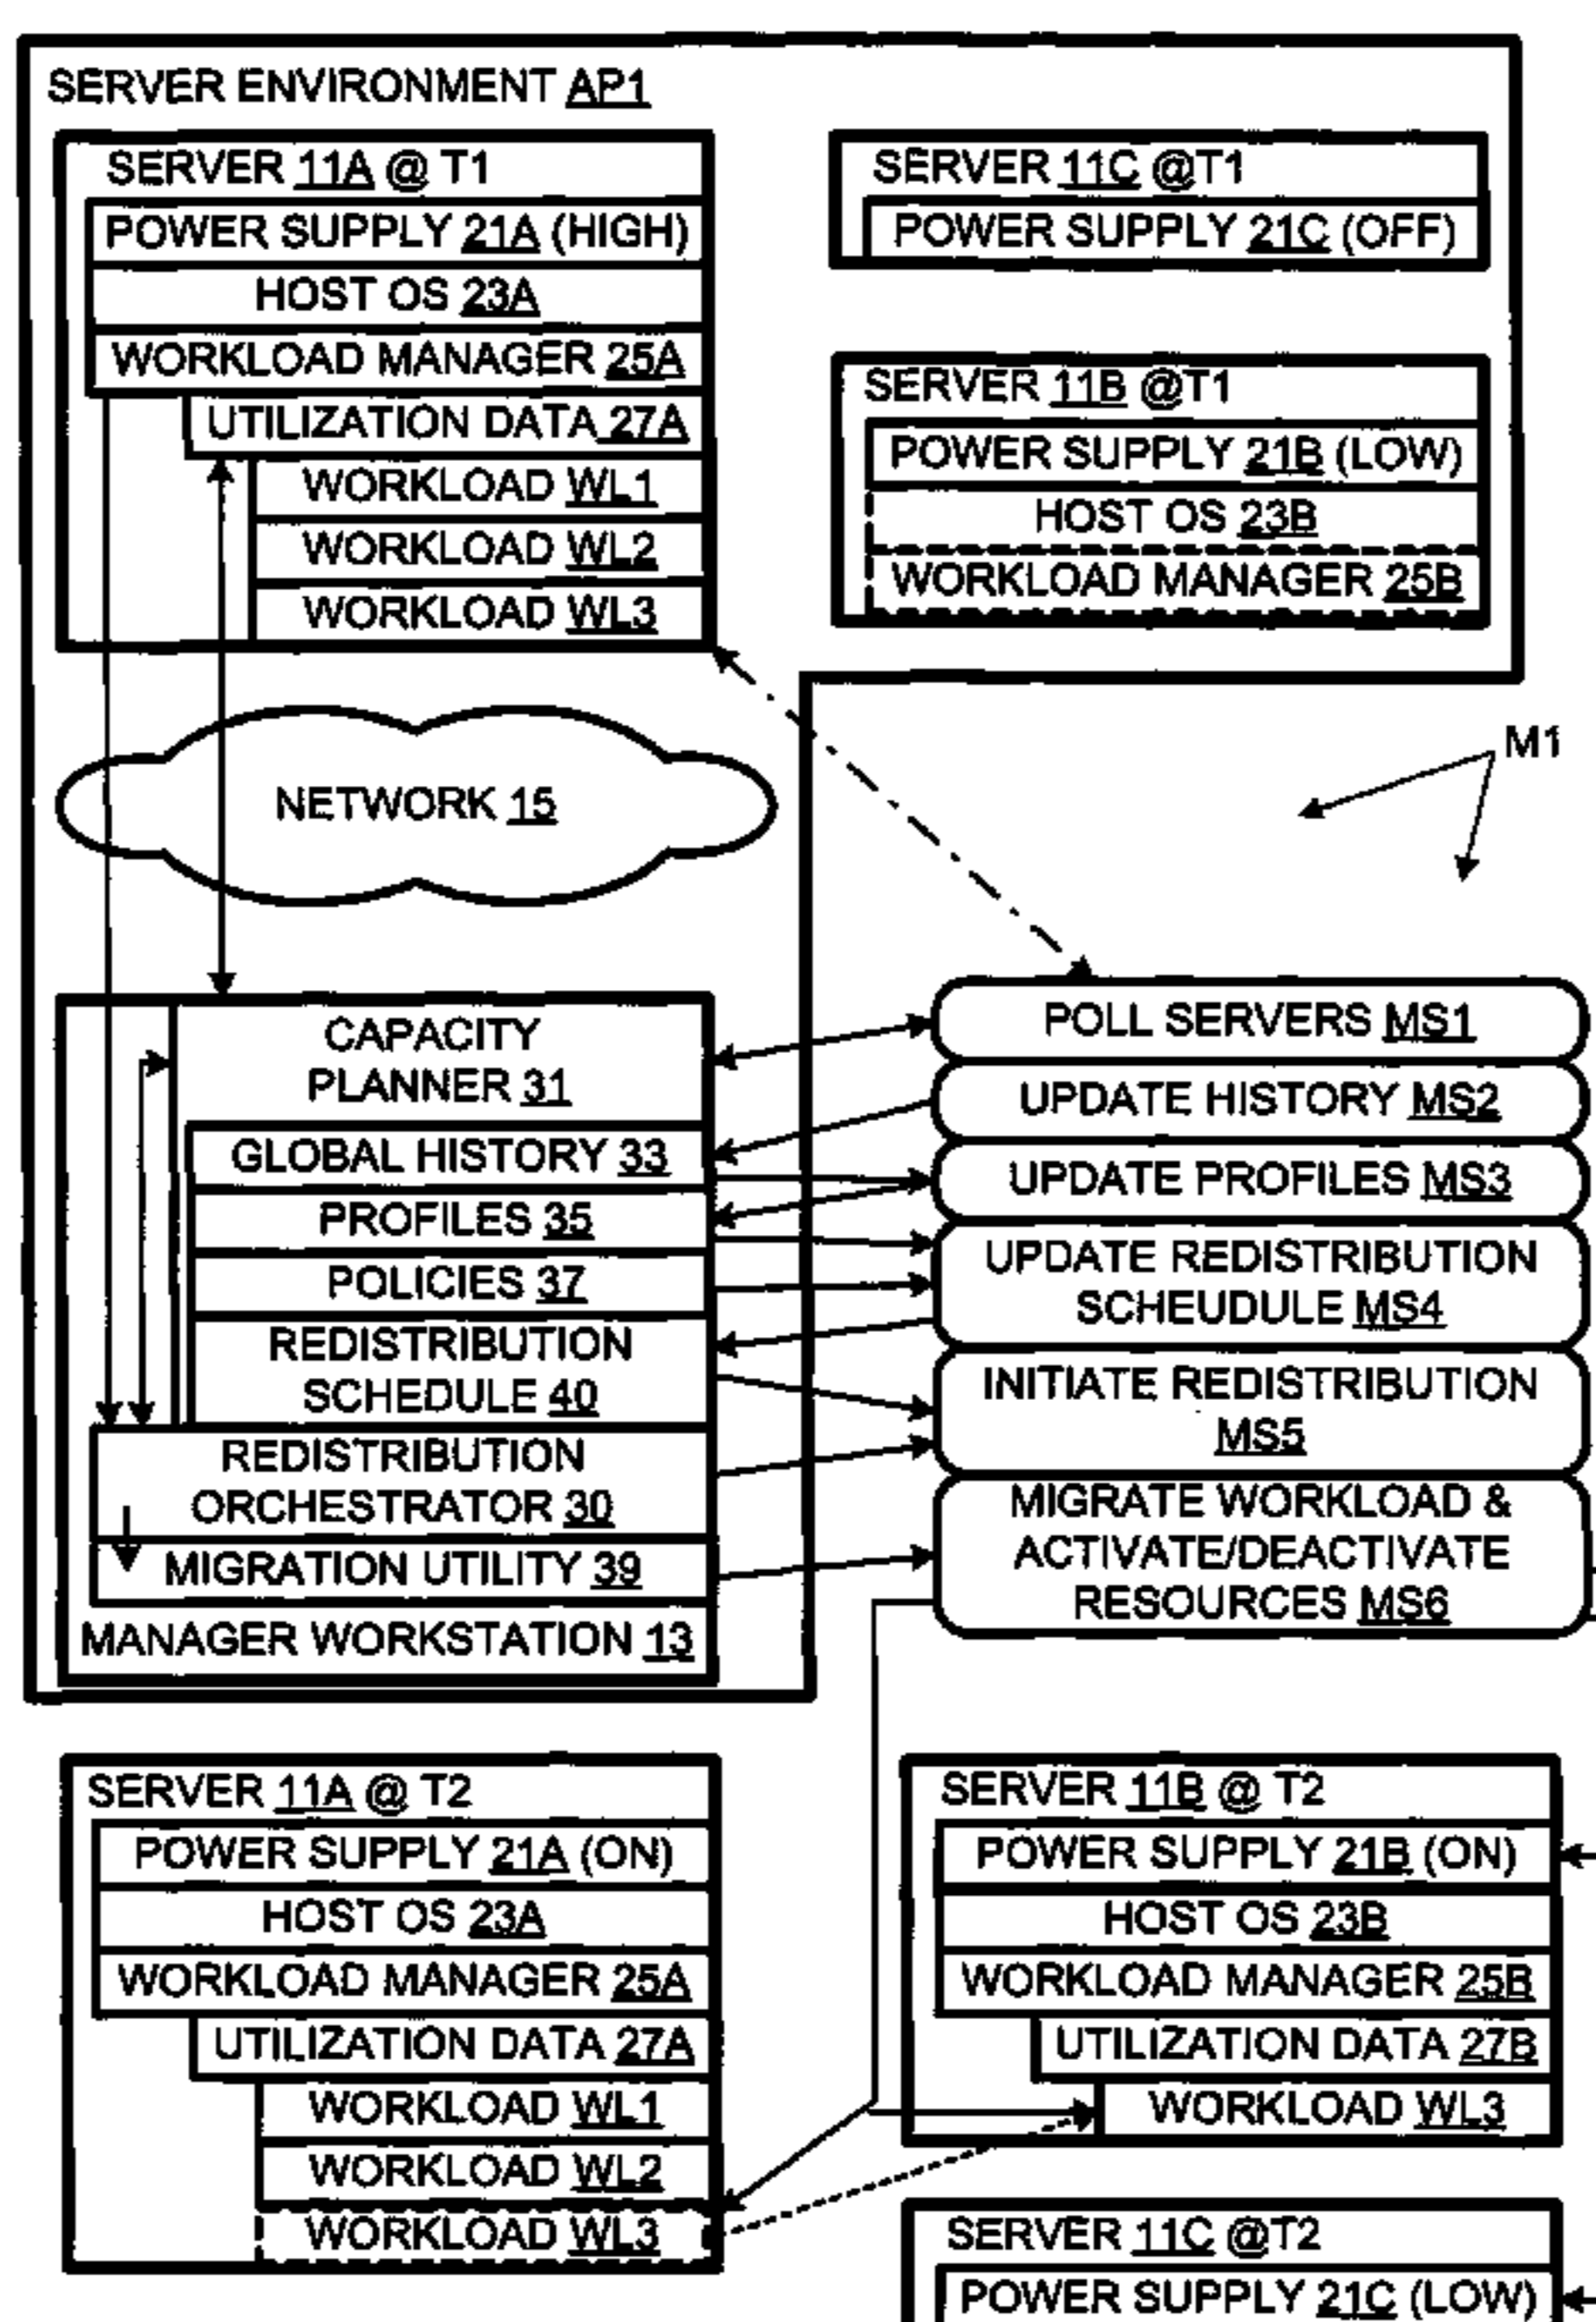 SERVER ENVIRONMENT AP1
SERVER 11A @ T1
POWER SUPPLY 21A (HIGH)
HOST OS 23A
WORKLOAD MANAGER 25A
UTILIZATION DATA 27A
WORKLOAD WL1
WORKLOAD WL2
WORKLOAD WL3
SERVER 11C @T1
POWER SUPPLY 21C (OFF)
SERVER 11B @T1
POWER SUPPLY 21B (LOW)
HOST OS 23B
WORKLOAD MANAGER 25B
NETWORK 15
M1
CAPACITY
PLANNER 31
GLOBAL HISTORY 33
PROFILES 35
POLICIES 37
REDISTRIBUTION
SCHEDULE 40
REDISTRIBUTION
ORCHESTRATOR 30
MIGRATION UTILITY 39
MANAGER WORKSTATION 13
POLL SERVERS MS1
UPDATE HISTORY MS2
UPDATE PROFILES MS3
UPDATE REDISTRIBUTION
SCHEUDULE MS4
INITIATE REDISTRIBUTION
MS5
MIGRATE WORKLOAD &
ACTIVATE/DEACTIVATE
RESOURCES MS6
SERVER 11A @ T2
POWER SUPPLY 21A (ON)
HOST OS 23A
WORKLOAD MANAGER 25A
UTILIZATION DATA 27A
WORKLOAD WL1
WORKLOAD WL2
WORKLOAD WL3
SERVER 11B @ T2
POWER SUPPLY 21B (ON)
HOST OS 23B
WORKLOAD MANAGER 25B
UTILIZATION DATA 27B
WORKLOAD WL3
SERVER 11C @T2
POWER SUPPLY 21C (LOW)